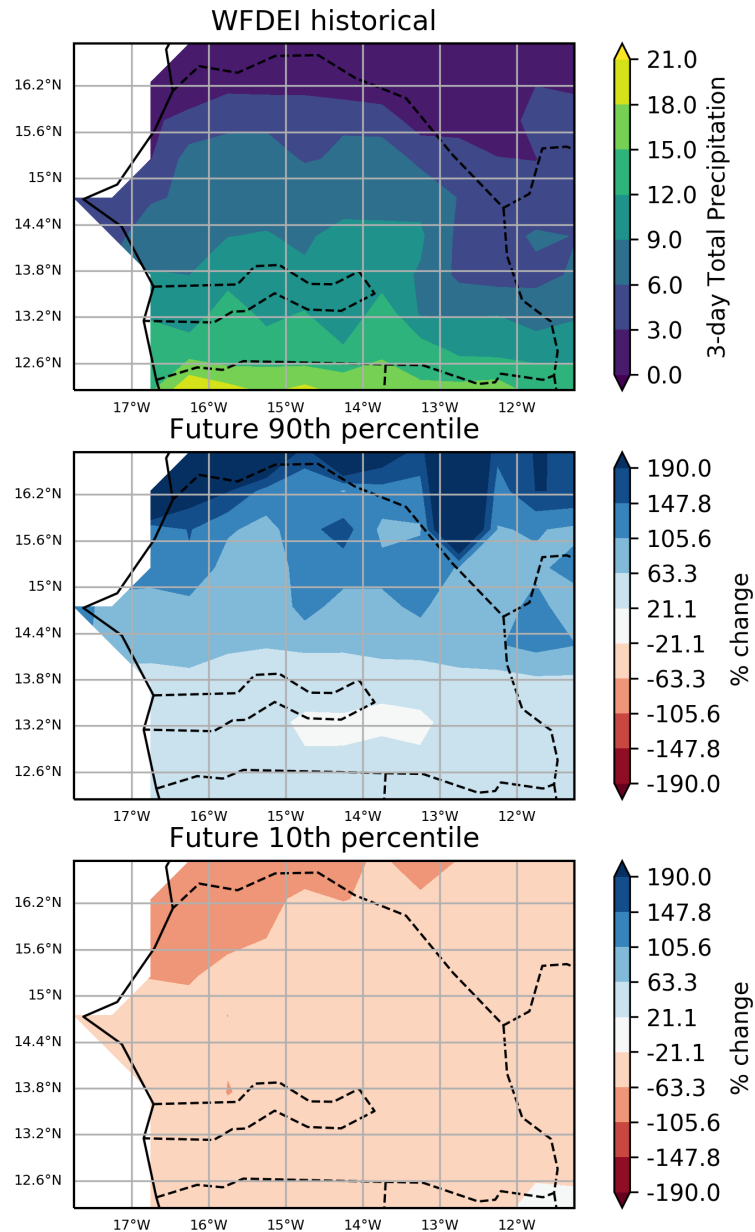 WFDEI historical
16.2°N
15.6°N
15°N
14.4°N
13.8°N
13.2°N
12.6°N
17°W 16°W 15°W 14°W 13°W 12°W
21.0
18.0
15.0
12.0
9.0
6.0
3.0
0.0
3-day Total Precipitation
Future 90th percentile
16.2°N
15.6°N
15°N
14.4°N
13.8°N
13.2°N
12.6°N
17°W 16°W 15°W 14°W 13°W 12°W
190.0
147.8
105.6
63.3
21.1
-21.1
-63.3
-105.6
-147.8
-190.0
% change
Future 10th percentile
16.2°N
15.6°N
15°N
14.4°N
13.8°N
13.2°N
12.6°N
190.0
147.8
105.6
63.3
21.1
-21.1
-63.3
-105.6
-147.8
-190.0
% change